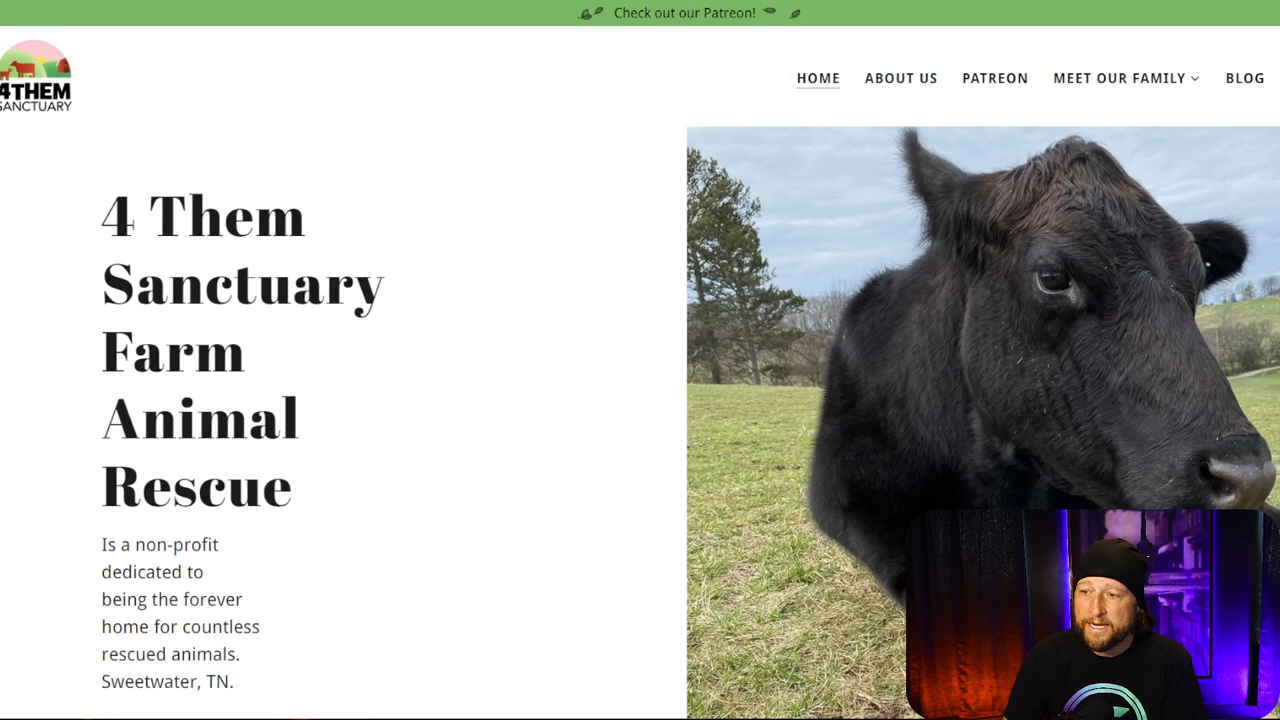 Check out our Patreon!
4THEM
SANCTUARY
HOME ABOUT US PATREON MEET OUR FAMILY BLOG
4 Them
Sanctuary
Farm
Animal
Rescue
Is a non-profit
dedicated to
being the forever
home for countless
rescued animals.
Sweetwater, TN.